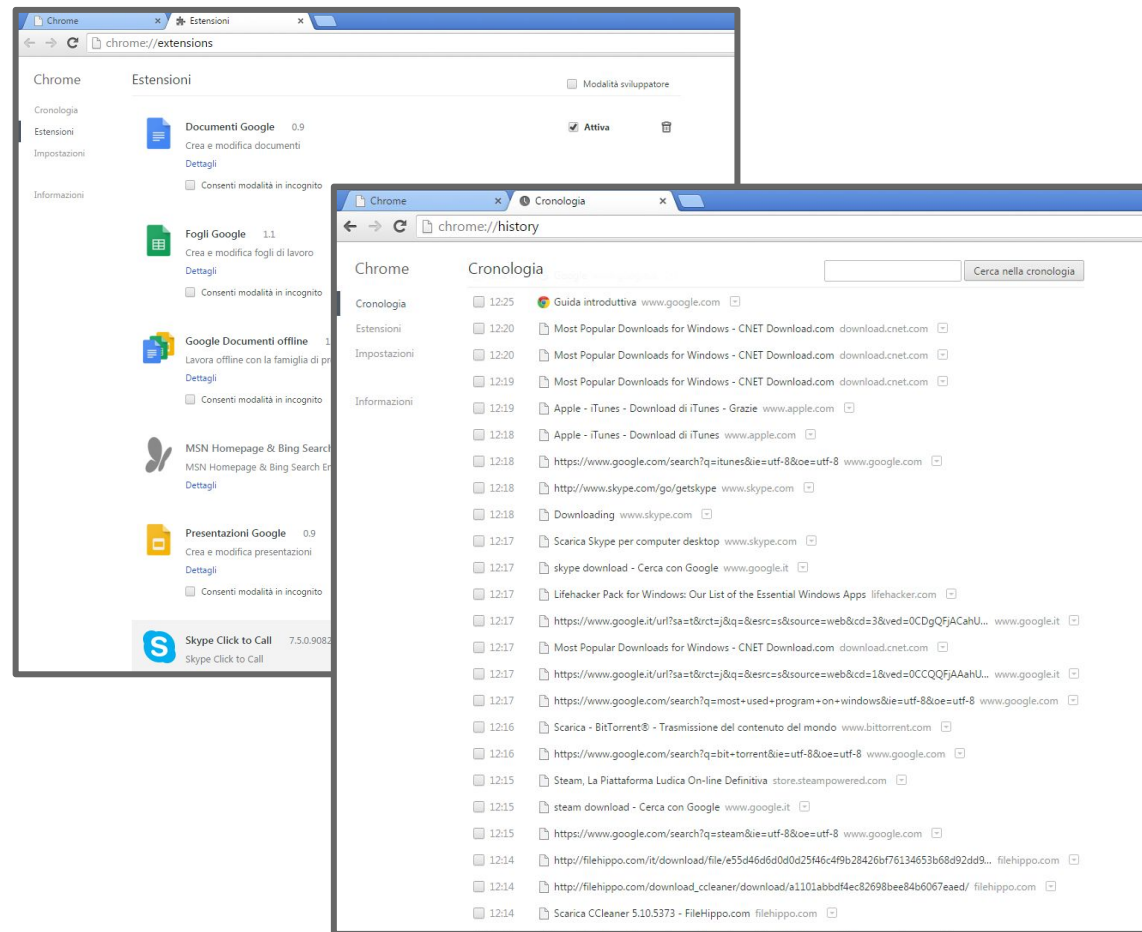 Chrome
Estensioni
chrome://extensions
Chrome
Estensioni
Modalità sviluppatore
Cronologia
Estensioni
Impostazioni
Informazioni
Documenti Google 0.9
Attiva
Crea e modifica documenti
Dettagli
Consenti modalità in incognito
Fogli Google 1.1
Crea e modifica fogli di lavoro
Dettagli
Consenti modalità in incognito
Google Documenti offline
Lavora offline con la famiglia di
Dettagli
Consenti modalità in incognito
MSN Homepage & Bing Search
MSN Homepage & Bing Search
Dettagli
Presentazioni Google 0.9
Crea e modifica presentazioni
Dettagli
Consenti modalità in incognito
Skype Click to Call 7.5.0.9082
Skype Click to Call
Chrome
Cronologia
chrome://history
Chrome
Cronologia
Cerca nella cronologia
Cronologia
Estensioni
Impostazioni
Informazioni
12:25 Guida introduttiva www.google.com
12:20 Most Popular Downloads for Windows - CNET Download.com download.cnet.com
12:20 Most Popular Downloads for Windows - CNET Download.com download.cnet.com
12:19 Most Popular Downloads for Windows - CNET Download.com download.cnet.com
12:19 Apple - iTunes - Download di iTunes - Grazie www.apple.com
12:18 Apple - iTunes - Download di iTunes www.apple.com
12:18 https://www.google.com/search?q=itunes&ie=utf-8&oe=utf-8 www.google.com
12:18 http://www.skype.com/go/getskype www.skype.com
12:18 Downloading www.skype.com
12:17 Scarica Skype per computer desktop www.skype.com
12:17 skype download - Cerca con Google www.google.it
12:17 Lifehacker Pack for Windows: Our List of the Essential Windows Apps lifehacker.com
12:17 https://www.google.it/url?sa=t&rct=j&q=&esrc=s&source=web&cd=3&ved=0CDgQFjACahU... www.google.it
12:17 Most Popular Downloads for Windows - CNET Download.com download.cnet.com
12:17 https://www.google.it/url?sa=t&rct=j&q=&esrc=s&source=web&cd=1&ved=0CCQQFjAAahU... www.google.it
12:17 https://www.google.com/search?q=most+used+program+on+windows&ie=utf-8&oe=utf-8 www.google.com
12:16 Scarica - BitTorrent® - Trasmissione del contenuto del mondo www.bittorrent.com
12:16 https://www.google.com/search?q=bit+torrent&ie=utf-8&oe=utf-8 www.google.com
12:15 Steam, La Piattaforma Ludica On-line Definitiva store.steampowered.com
12:15 steam download - Cerca con Google www.google.it
12:15 https://www.google.com/search?q=steam&ie=utf-8&oe=utf-8 www.google.com
12:14 http://filehippo.com/it/download/file/e55d46d6d0d0d25f46c4f9b28426bf76134653b68d92dd9... filehippo.com
12:14 http://filehippo.com/download_ccleaner/download/a1101abbdf4ec82698bee84b6067eaed/ filehippo.com
12:14 Scarica CCleaner 5.10.5373 - FileHippo.com filehippo.com